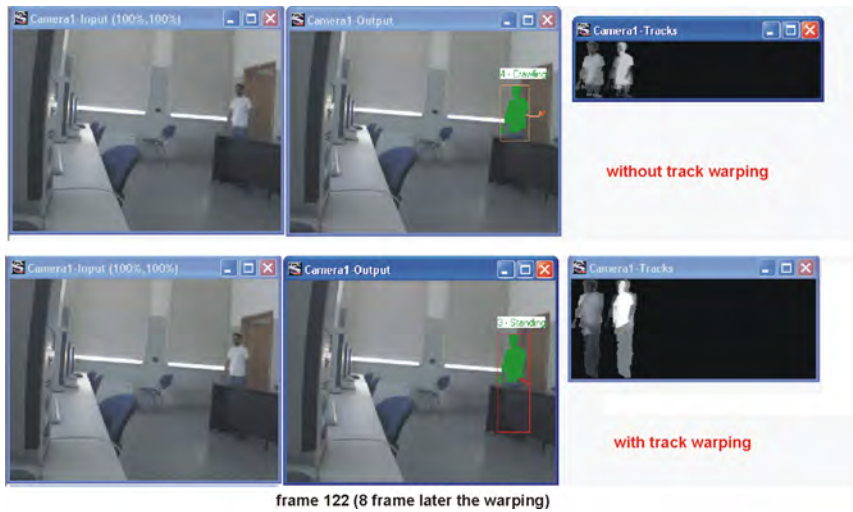 Camera1-Input (100%,100%)
Camera1-Output
Camera1-Tracks
4 - Crawling
without track warping
Camera1-Input (100%,100%)
Camera1-Output
Camera1-Tracks
3 - Standing
with track warping
frame 122 (8 frame later the warping)